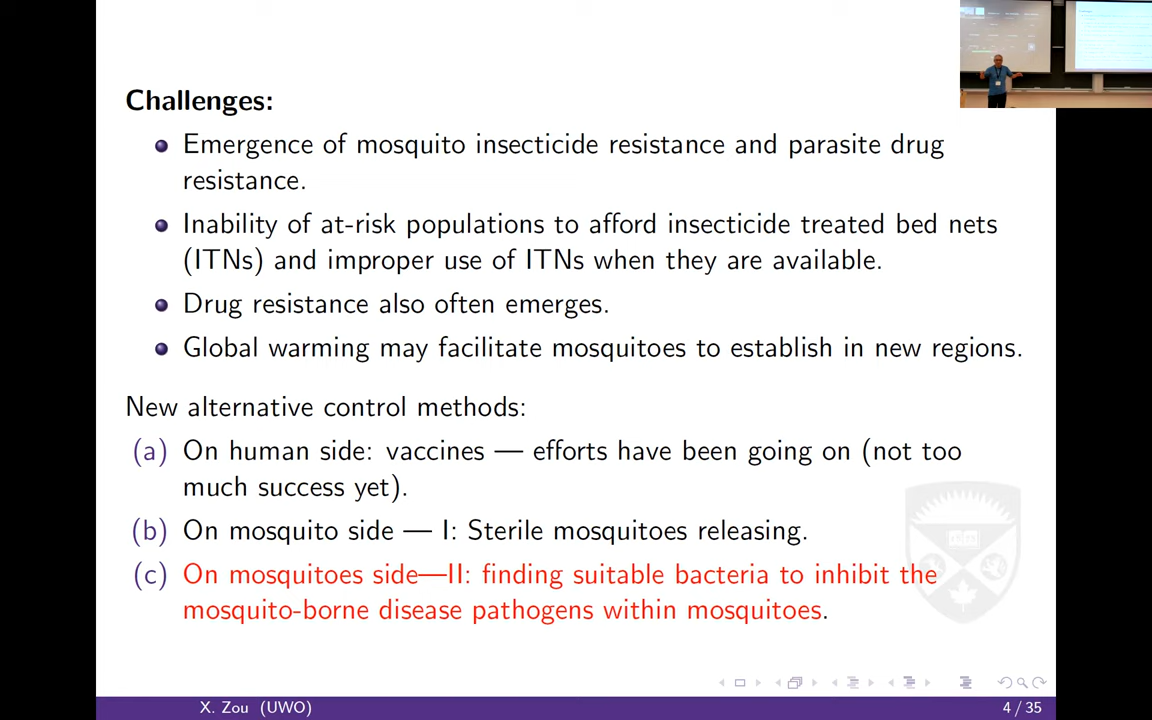 Challenges:
Emergence of mosquito insecticide resistance and parasite drug
resistance.
Inability of at-risk populations to afford insecticide treated bed nets
(ITNs) and improper use of ITNs when they are available.
Drug resistance also often emerges.
Global warming may facilitate mosquitoes to establish in new regions.
New alternative control methods:
(a) On human side: vaccines — efforts have been going on (not too
much success yet).
(b) On mosquito side — I: Sterile mosquitoes releasing.
(c) On mosquitoes side—II: finding suitable bacteria to inhibit the
mosquito-borne disease pathogens within mosquitoes.
X. Zou (UWO)
4 / 35